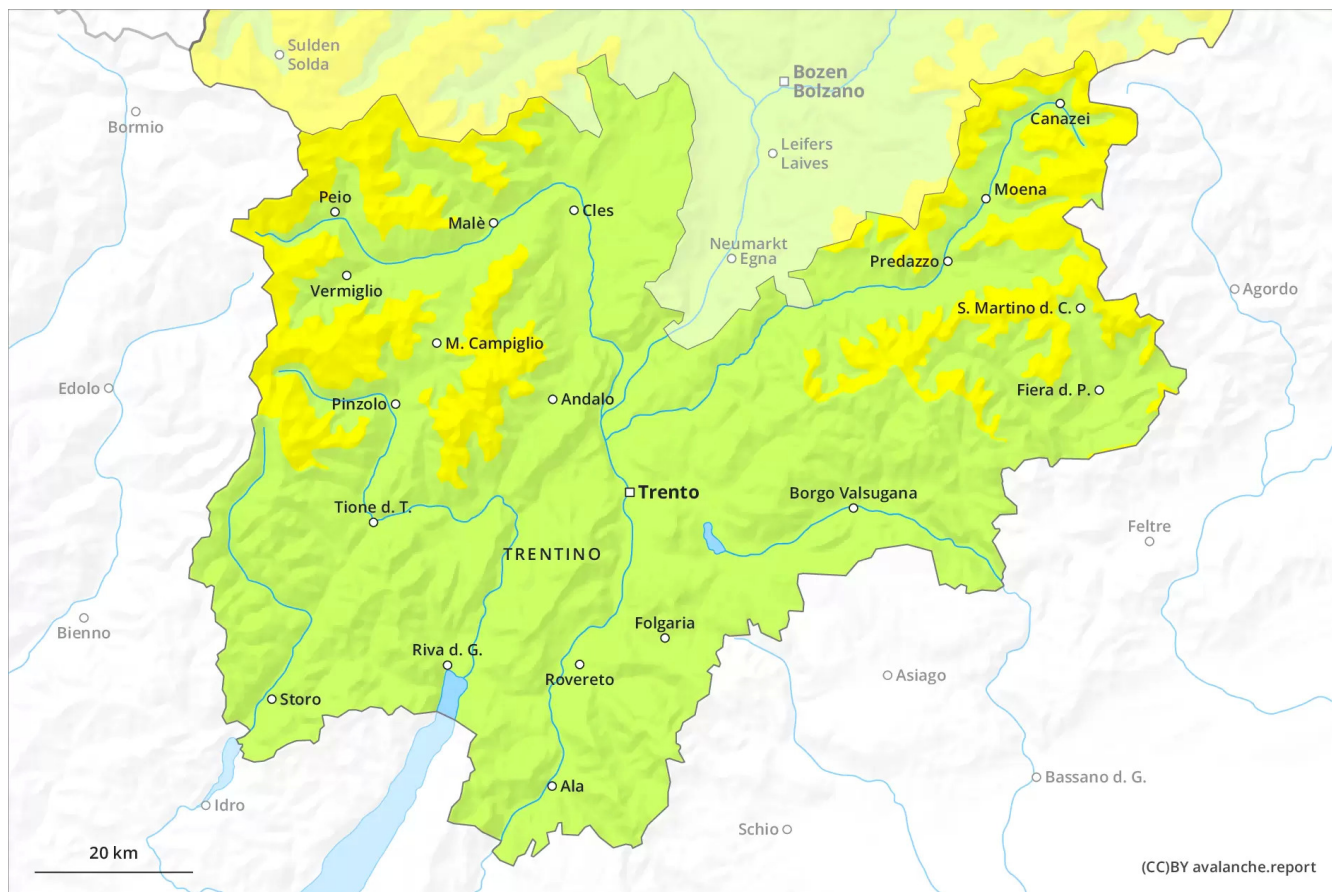 Sulden
Solda
Bozen
Bolzano
Bormio
Canazei
Leifers
Laives
Peio
Moena
Malè
Cles
Neumarkt
Egna
Predazzo
Vermiglio
Agordo
S. Martino d. C.
M. Campiglio
Edolo
Fiera d. P.
Andalo
Pinzolo
Trento
Borgo Valsugana
Tione d. T.
Feltre
TRENTINO
Bienno
Folgaria
Riva d. G.
Asiago
Rovereto
Storo
Bassano d. G.
Ala
Idro
Schio
20 km
(CC)BY avalanche.report